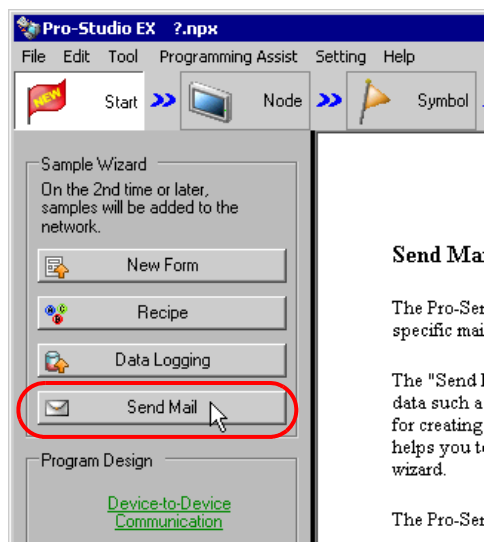 Pro-Studio EX ?.npx
File Edit Tool Programming Assist Setting Help
NEW Start Node Symbol
Sample Wizard
On the 2nd time or later,
samples will be added to the
network.
New Form
Recipe
Data Logging
Send Mail
Program Design
Device-to-Device
Communication
Send Ma
The Pro-Ser
specific mai
The "Send
data such a
for creating
helps you t
wizard.
The Pro-Ser